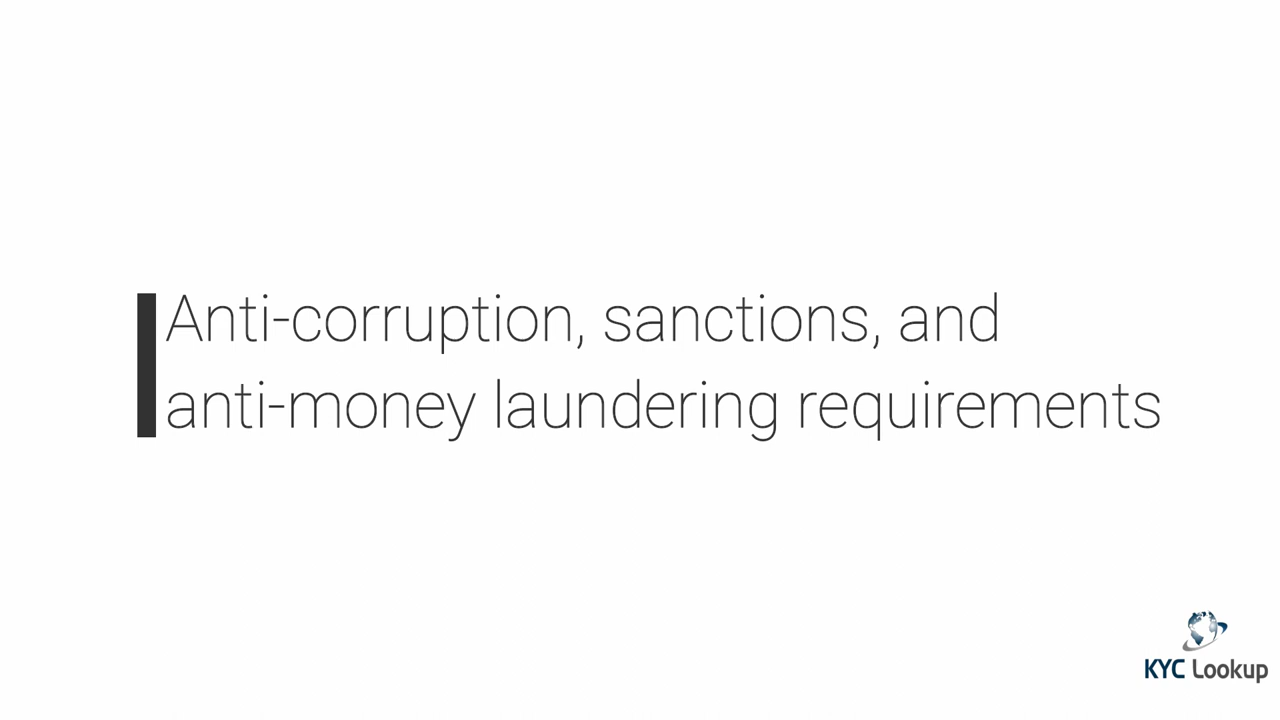 Anti-corruption, sanctions, and
anti-money laundering requirements
KYC Lookup